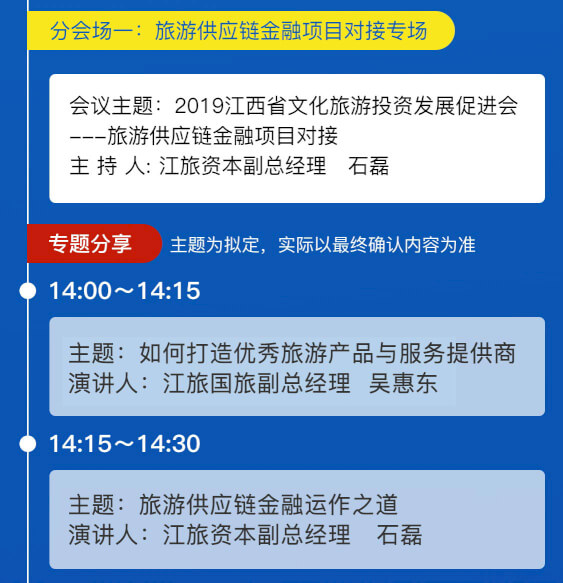 分会场一：旅游供应链金融项目对接专场
会议主题：2019江西省文化旅游投资发展促进会
---旅游供应链金融项目对接
主 持 人: 江旅资本副总经理 石磊
专题分享 主题为拟定，实际以最终确认内容为准
14:00～14:15
主题：如何打造优秀旅游产品与服务提供商
演讲人：江旅国旅副总经理 吴惠东
14:15～14:30
主题：旅游供应链金融运作之道
演讲人：江旅资本副总经理 石磊